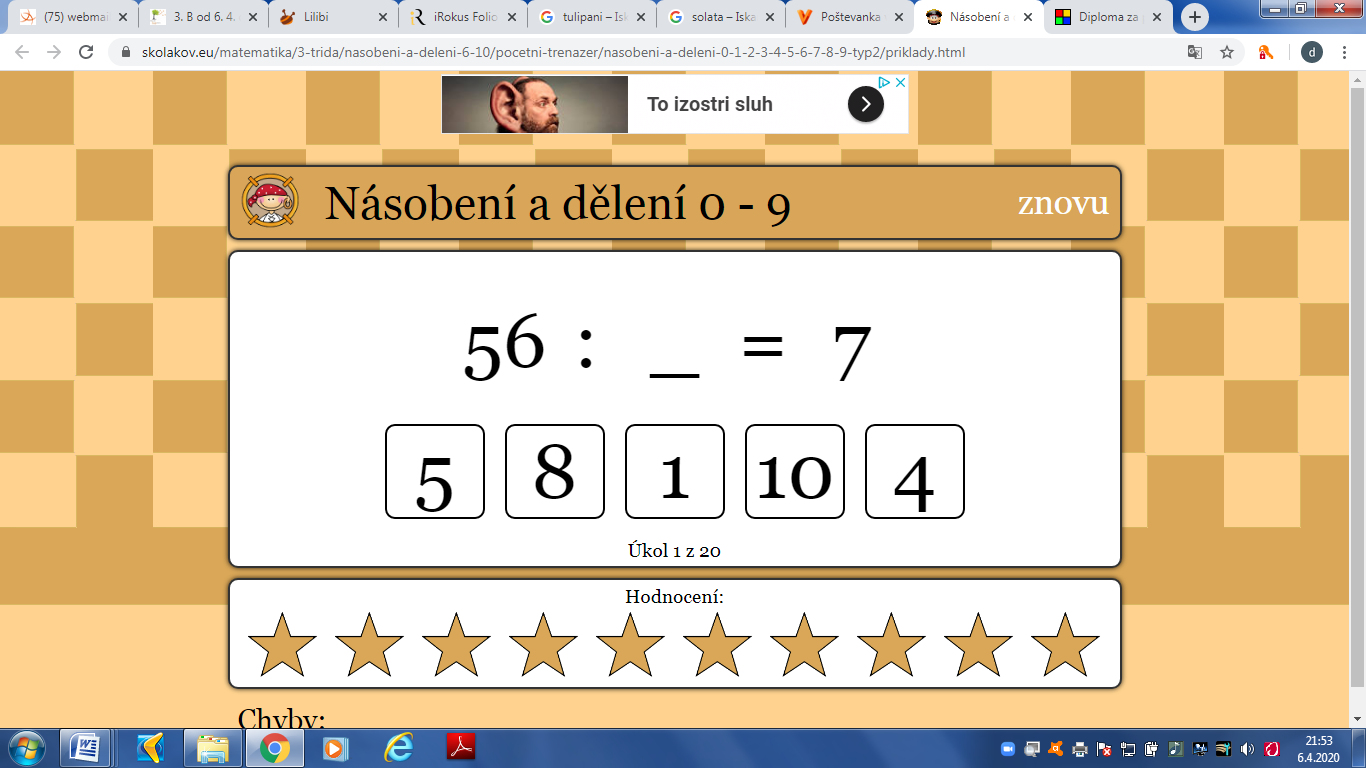 (75) webmai
3. B od 6. 4.
Lilibi
iRokus Folio
tulipani – Isk
solata – Iska
Poštevanka
Násobení a
Diploma za
skolakov.eu/matematika/3-trida/nasobeni-a-deleni-6-10/pocetni-trenazer/nasobeni-a-deleni-0-1-2-3-4-5-6-7-8-9-typ2/priklady.html
d
To izostri sluh
Násobení a dělení 0 - 9
znovu
56 : _ = 7
5 8 1 10 4
Úkol 1 z 20
Hodnocení:
Chyby:
21:53
6.4.2020